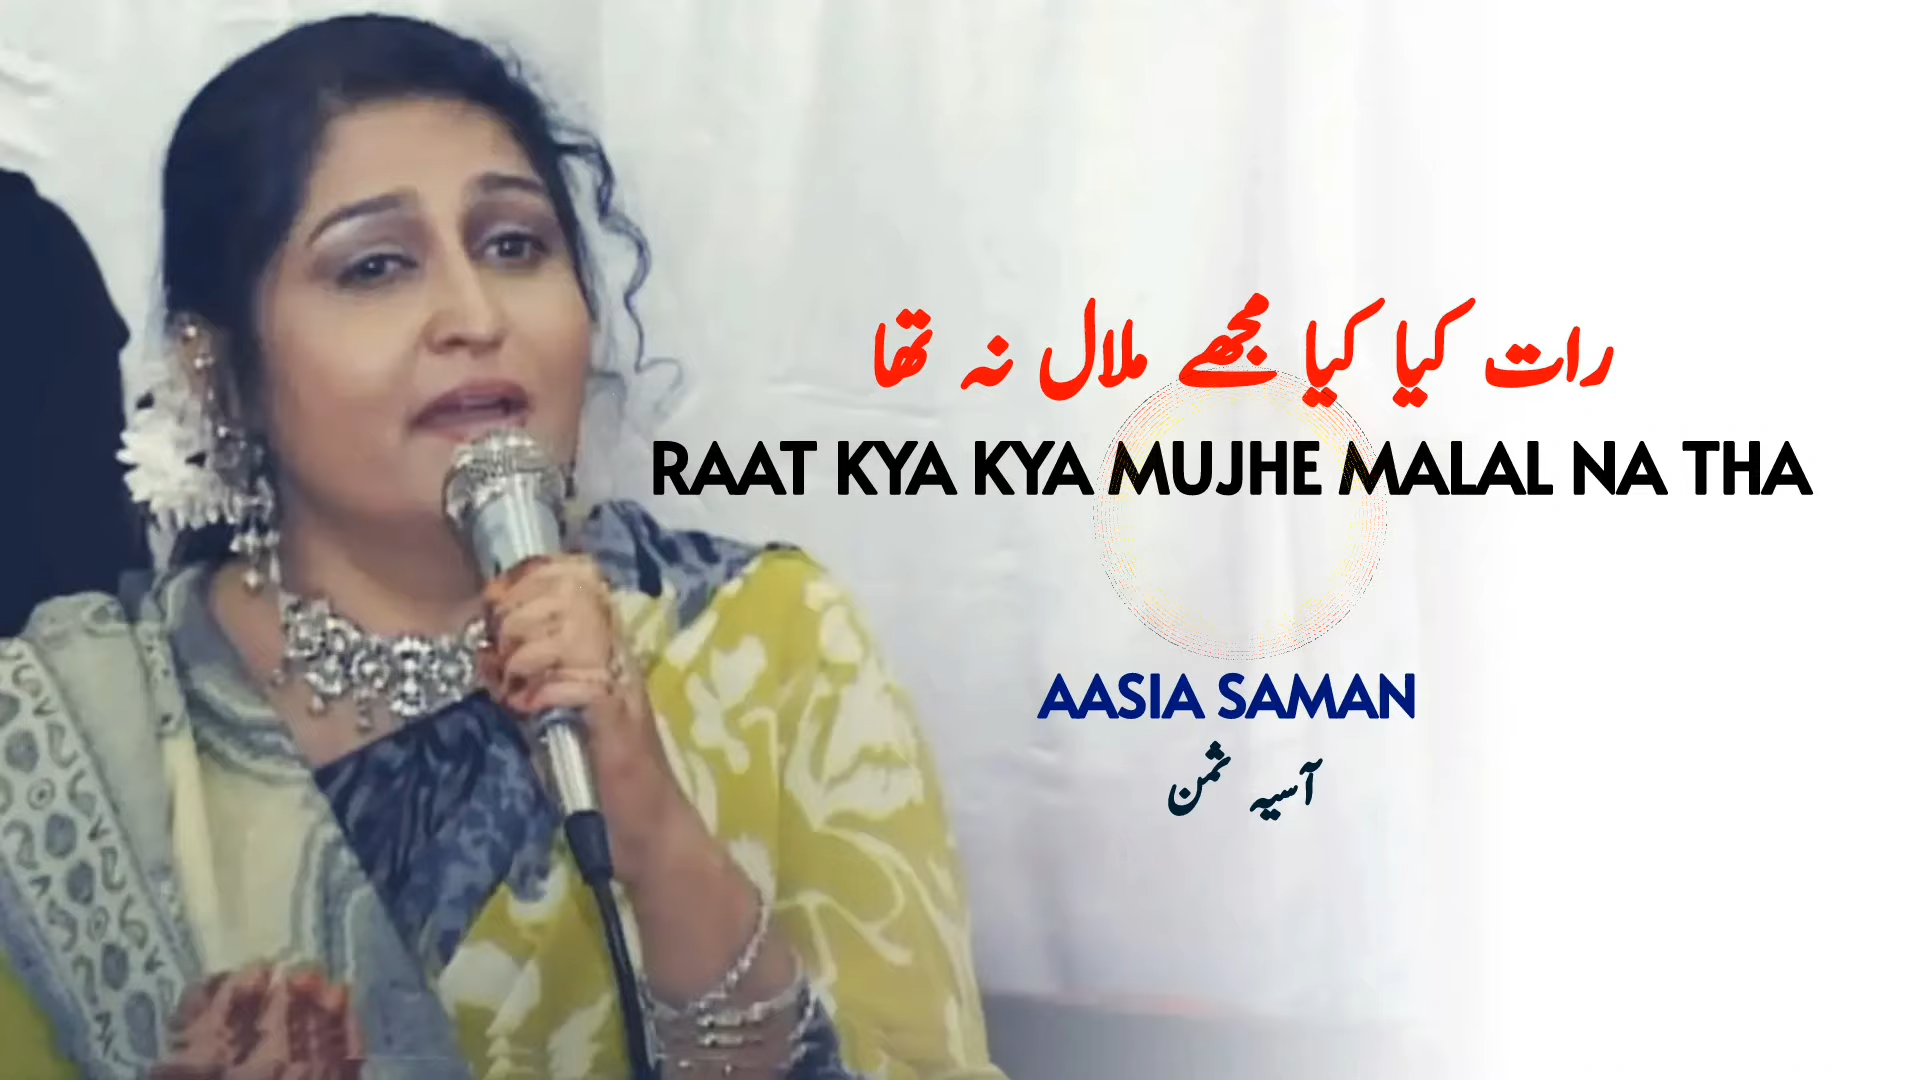 رات کیا کیا مجھے ملال نہ تھا
RAAT KYA KYA MUJHE MALAL NA THA
AASIA SAMAN
آسیہ ثمن